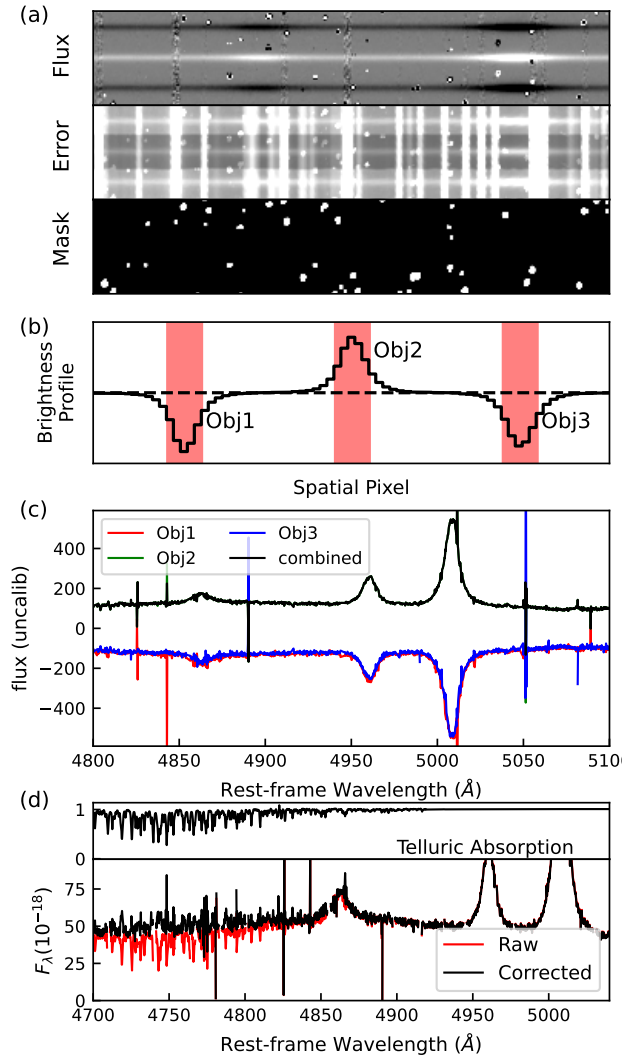 (a)
Flux
Error
Mask
(b)
Brightness
Profile
Obj1
Obj2
Obj3
Spatial Pixel
(c)
flux (uncalib)
400
200
0
−200
−400
Obj1
Obj2
Obj3
combined
4800 4850 4900 4950 5000 5050 5100
Rest-frame Wavelength (Å)
(d)
1
0
Telluric Absorption
F_λ(10^−18)
75
50
25
0
Raw
Corrected
4700 4750 4800 4850 4900 4950 5000
Rest-frame Wavelength (Å)